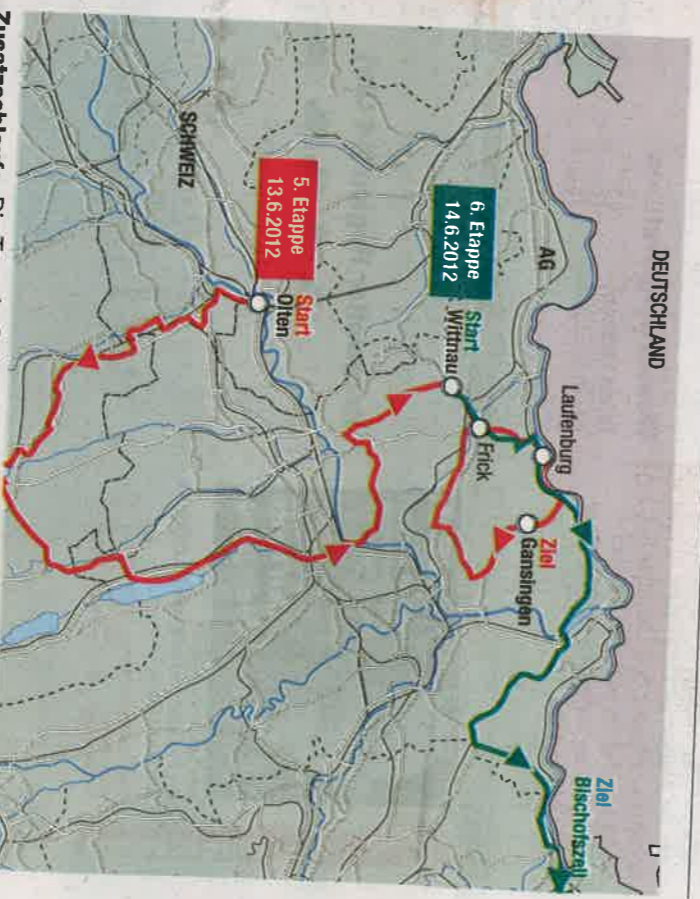 DEUTSCHLAND
Ziel
Bischofszell
Laufenburg
AG
Ziel
Gansingen
6. Etappe
14.6.2012
Start
Wittnau
Frick
5. Etappe
13.6.2012
Start
Olten
SCHWEIZ